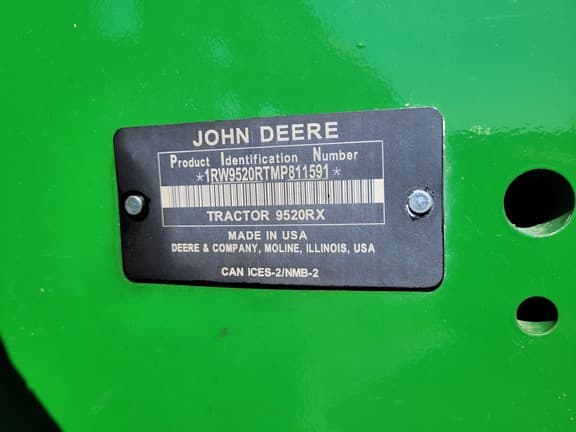 JOHN DEERE
Product Identification Number
*1RW9520RTMP811591*
TRACTOR 9520RX
MADE IN USA
DEERE & COMPANY, MOLINE, ILLINOIS, USA
CAN ICES-2/NMB-2